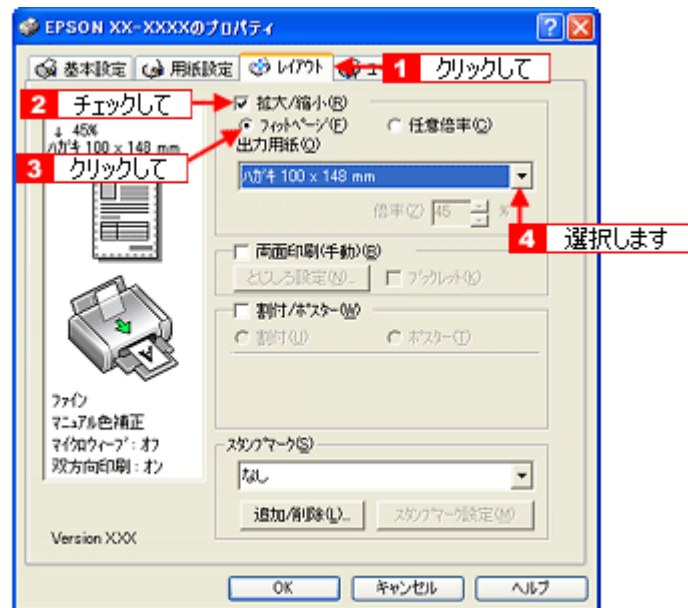 EPSON XX-XXXXのプロパティ
基本設定
用紙設定
レイアウト
1 クリックして
2 チェックして
拡大/縮小(R)
↓ 45%
ハガキ 100 x 148 mm
フィットページ(F)
任意倍率(C)
3 クリックして
出力用紙(O)
ハガキ 100 x 148 mm
倍率(Z) 45 %
4 選択します
両面印刷(手動)(B)
とじしろ設定(N)...
ブックレット(K)
割付/ポスター(W)
割付(U)
ポスター(T)
ファイン
マニュアル色補正
マイクロウィーブ : オフ
双方向印刷 : オン
スタンプマーク(S)
なし
追加/削除(L)...
スタンプマーク設定(M)
Version XXX
OK
キャンセル
ヘルプ